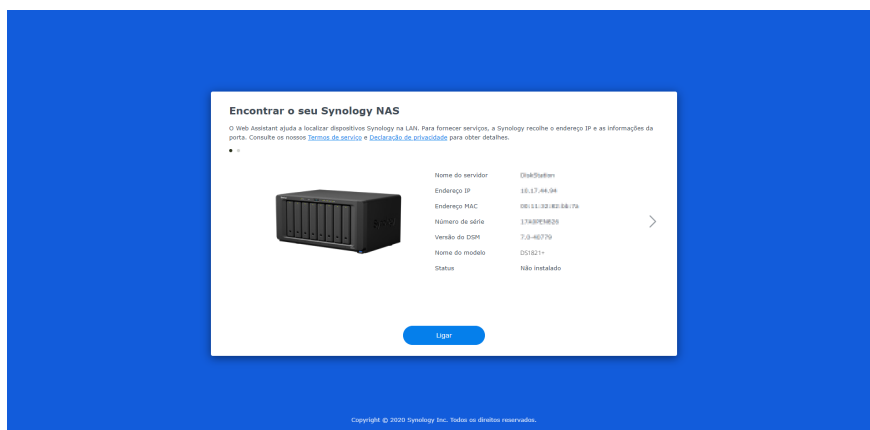 Encontrar o seu Synology NAS
O Web Assistant ajuda a localizar dispositivos Synology na LAN. Para fornecer serviços, a Synology recolhe o endereço IP e as informações da
porta. Consulte os nossos Termos de serviço e Declaração de privacidade para obter detalhes.
Nome do servidor DiskStation
Endereço IP
Endereço MAC
Número de série
Versão do DSM
Nome do modelo DS1821+
Status Não instalado
Ligar
Copyright © 2020 Synology Inc. Todos os direitos reservados.